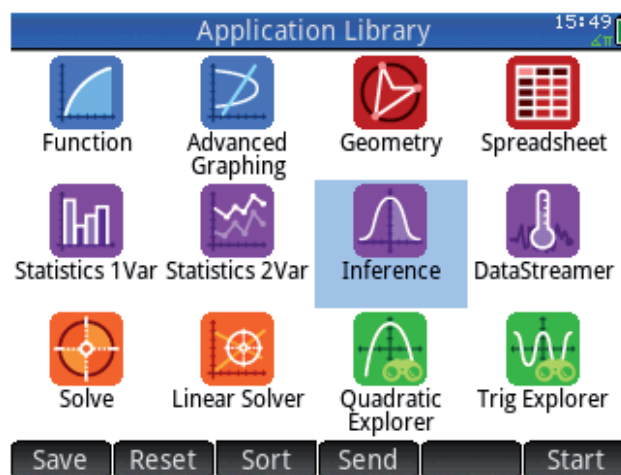 Application Library
15:49
∡π
Function
Advanced
Graphing
Geometry
Spreadsheet
Statistics 1Var
Statistics 2Var
Inference
DataStreamer
Solve
Linear Solver
Quadratic
Explorer
Trig Explorer
Save
Reset
Sort
Send
Start